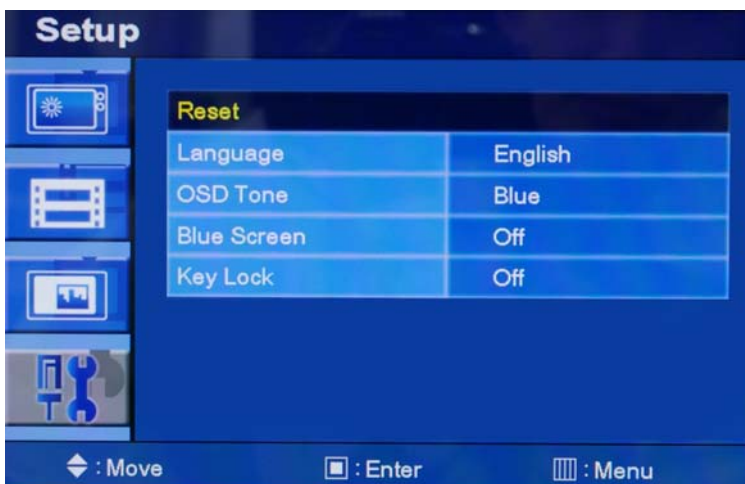 Setup
Reset
Language English
OSD Tone Blue
Blue Screen Off
Key Lock Off
: Move : Enter : Menu